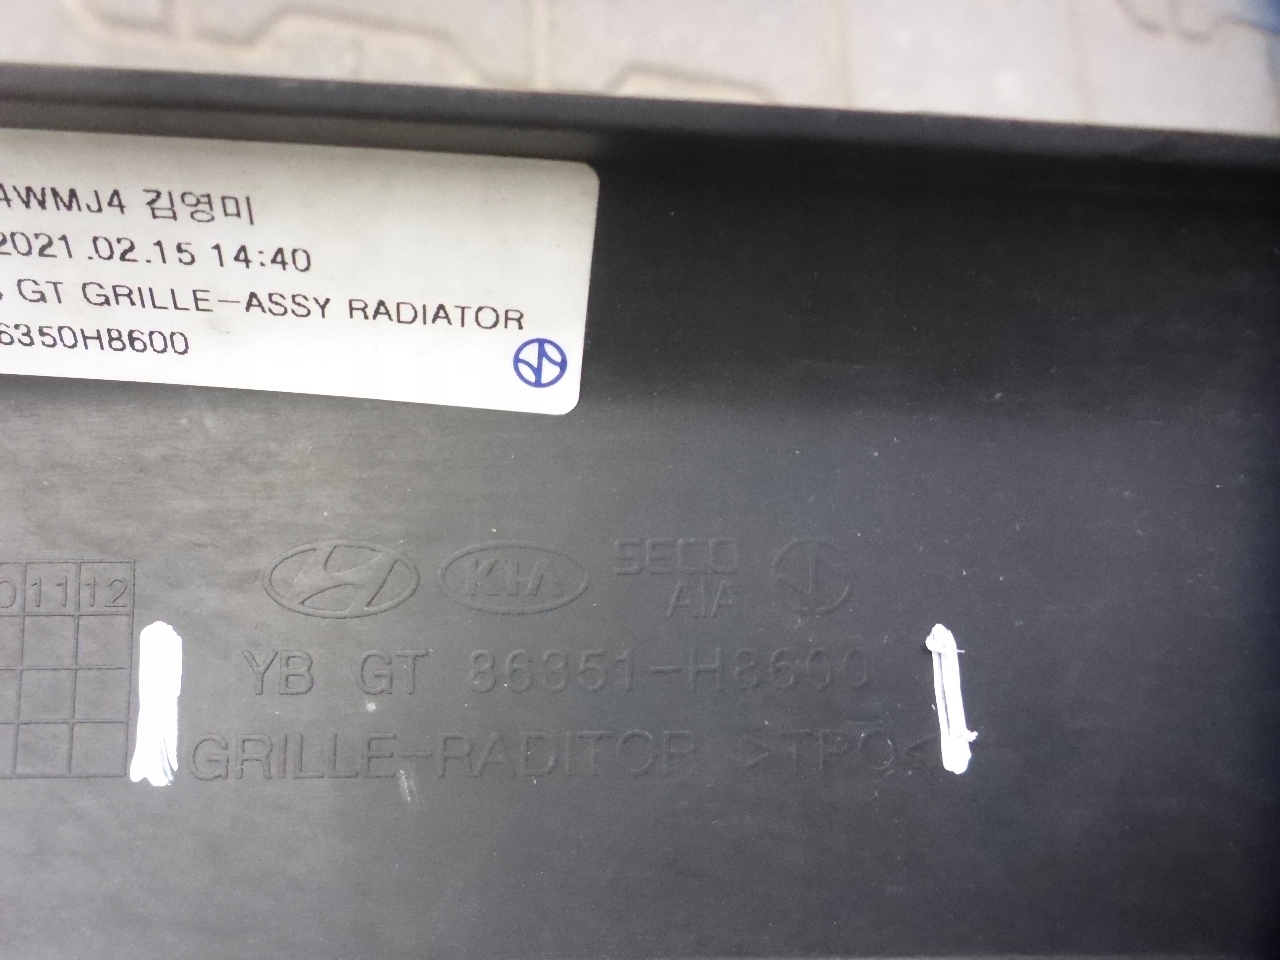 4WMJ4 김영미
2021.02.15 14:40
GT GRILLE-ASSY RADIATOR
6350H8600
0 11 12
KIA
SECO
AIA
YB GT 86351-H8600
GRILLE-RADITOR >TPO<